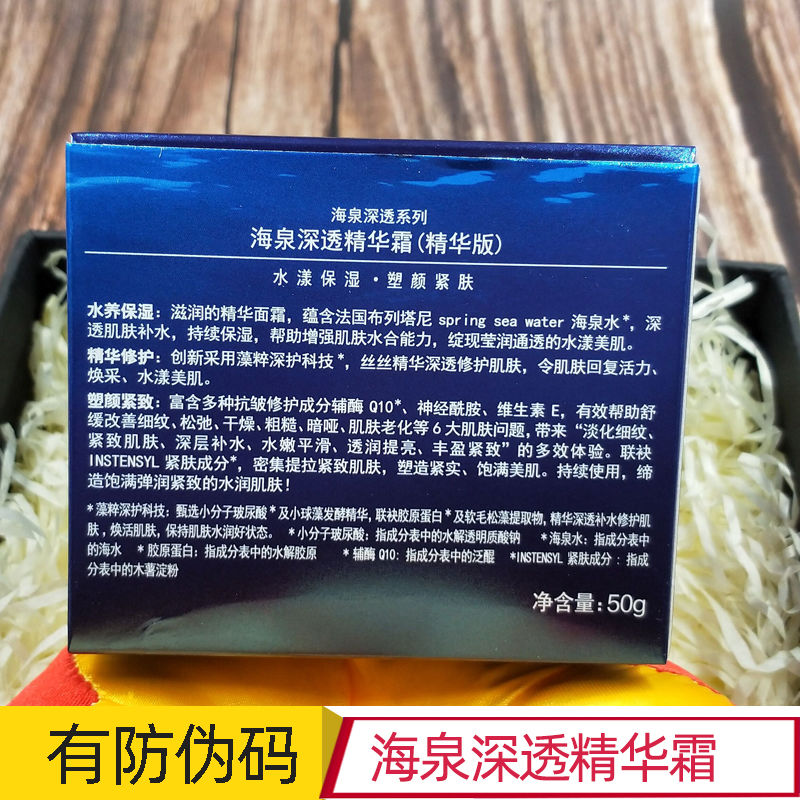 海泉深透系列
海泉深透精华霜(精华版)
水漾保湿·塑颜紧肤
水养保湿:滋润的精华面霜,蕴含法国布列塔尼 spring sea water 海泉水*,深
透肌肤补水,持续保湿,帮助增强肌肤水合能力,绽现莹润通透的水漾美肌。
精华修护:创新采用藻粹深护科技*,丝丝精华深透修护肌肤,令肌肤回复活力、
焕采、水漾美肌。
塑颜紧致:富含多种抗皱修护成分辅酶 Q10*、神经酰胺、维生素 E,有效帮助舒
缓改善细纹、松弛、干燥、粗糙、暗哑、肌肤老化等 6 大肌肤问题,带来“淡化细纹、
紧致肌肤、深层补水、水嫩平滑、透润提亮、丰盈紧致”的多效体验。联袂
INSTENSYL 紧肤成分*,密集提拉紧致肌肤,塑造紧实、饱满美肌。持续使用,缔
造饱满弹润紧致的水润肌肤!
*藻粹深护科技:甄选小分子玻尿酸*及小球藻发酵精华,联袂胶原蛋白*及软毛松藻提取物,精华深透补水修护肌
肤,焕活肌肤,保持肌肤水润好状态。 *小分子玻尿酸:指成分表中的水解透明质酸钠 *海泉水:指成分表中
的海水 *胶原蛋白:指成分表中的水解胶原 *辅酶 Q10:指成分表中的泛醌 *INSTENSYL 紧肤成分:指成
分表中的木薯淀粉
净含量:50g
有防伪码
海泉深透精华霜